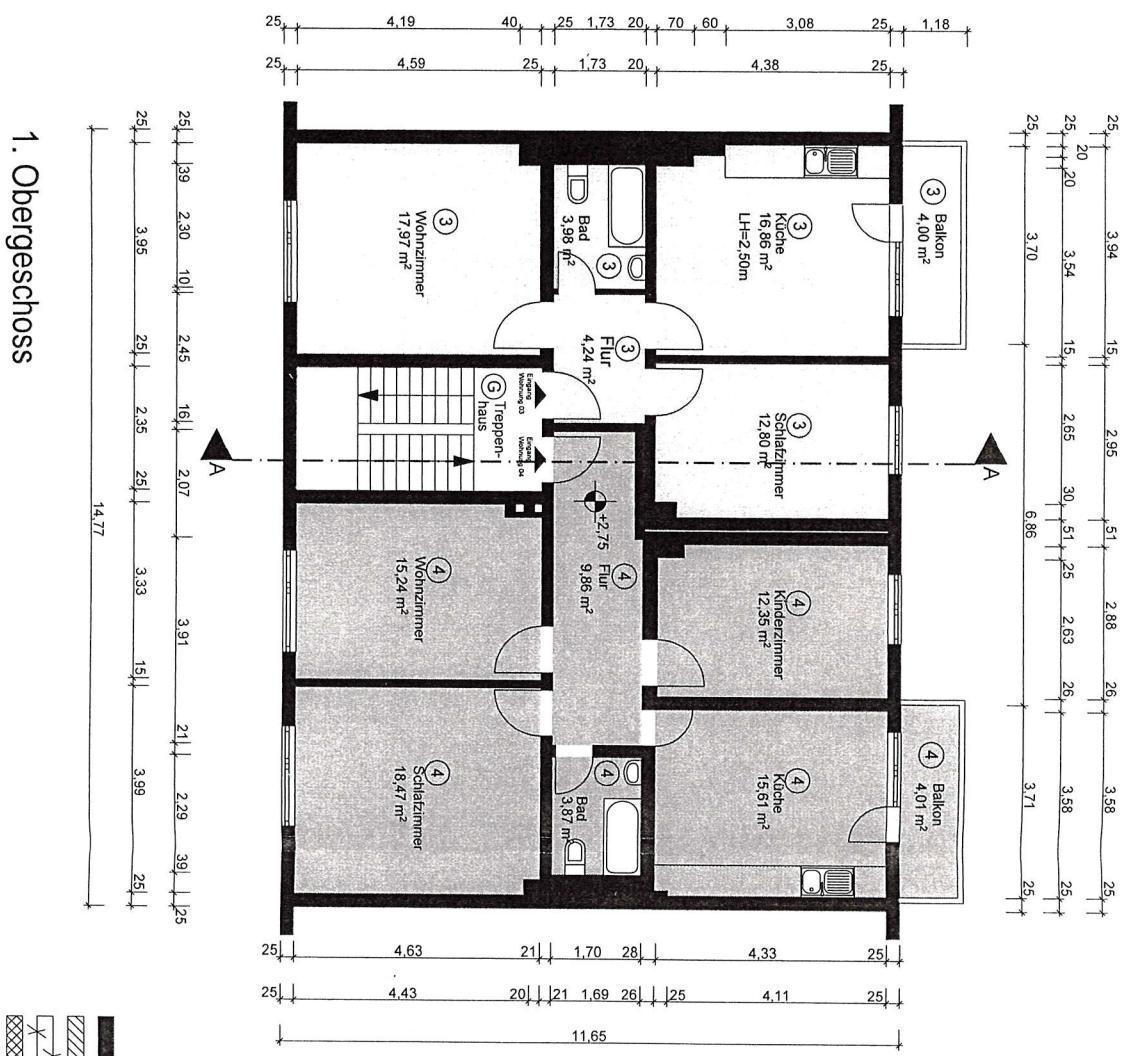 25 4,19 40 25 1,73 20 70 60 3,08 25 1,18
25 4,59 25 1,73 20 4,38 25
1. Obergeschoss
25 3,94 15 2,95 51 2,88 26 3,58 25
25 20 20 3,54 15 2,65 30 51 25 2,63 26 3,58 25
25 3,70 6,86 3,71 25
3 Balkon
4,00 m²
3
Küche
16,86 m²
LH=2,50m
3
Bad
3,98 m²
3
Wohnzimmer
17,97 m²
3
Flur
4,24 m²
3
Schlafzimmer
12,80 m²
Eingang
Wohnung 03
Eingang
Wohnung 04
G Treppen-
haus
A
A
+2,75
4
Flur
9,86 m²
4
Kinderzimmer
12,35 m²
4
Wohnzimmer
15,24 m²
4 Balkon
4,01 m²
4
Küche
15,61 m²
4
Bad
3,87 m²
4
Schlafzimmer
18,47 m²
25 1,39 2,30 10 2,45 16 2,07 3,91 21 2,29 39 25
25 3,95 25 2,35 25 3,33 15 3,99 25
14,77
25 4,63 21 1,70 28 4,33 25
25 4,43 20 21 1,69 26 25 4,11 25
11,65